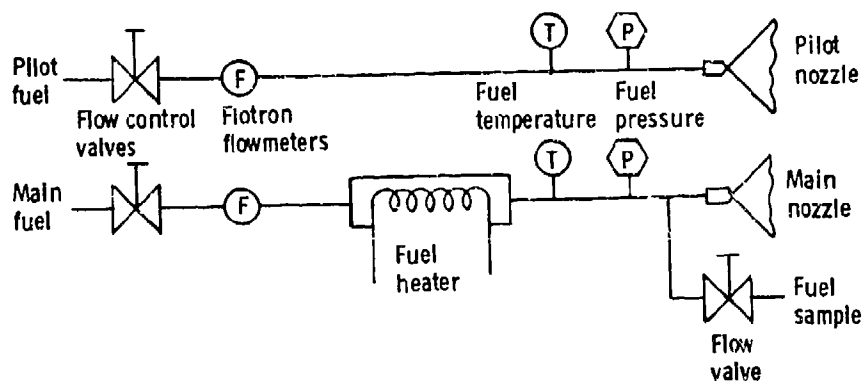 T
P
Pilot
fuel
F
Pilot
nozzle
Flow control
valves
Flotron
flowmeters
Fuel
temperature
Fuel
pressure
T
P
Main
fuel
F
Fuel
heater
Main
nozzle
Fuel
sample
Flow
valve